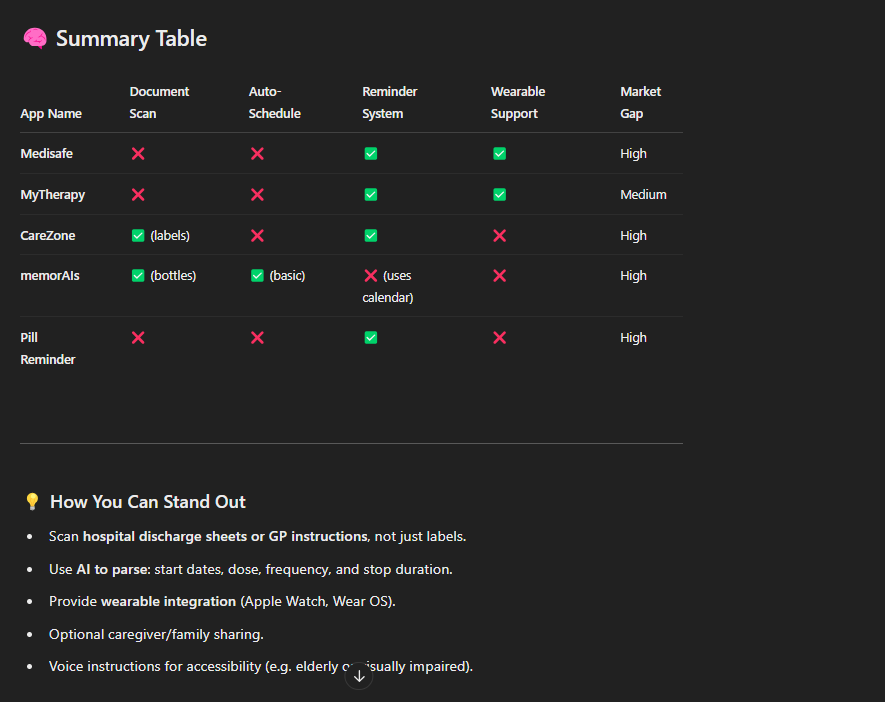 🧠 Summary Table
App Name Document Scan Auto-Schedule Reminder System Wearable Support Market Gap
Medisafe ❌ ❌ ✅ ✅ High
MyTherapy ❌ ❌ ✅ ✅ Medium
CareZone ✅ (labels) ❌ ✅ ❌ High
memorAIs ✅ (bottles) ✅ (basic) ❌ (uses calendar) ❌ High
Pill Reminder ❌ ❌ ✅ ❌ High
💡 How You Can Stand Out
• Scan hospital discharge sheets or GP instructions, not just labels.
• Use AI to parse: start dates, dose, frequency, and stop duration.
• Provide wearable integration (Apple Watch, Wear OS).
• Optional caregiver/family sharing.
• Voice instructions for accessibility (e.g. elderly or visually impaired).